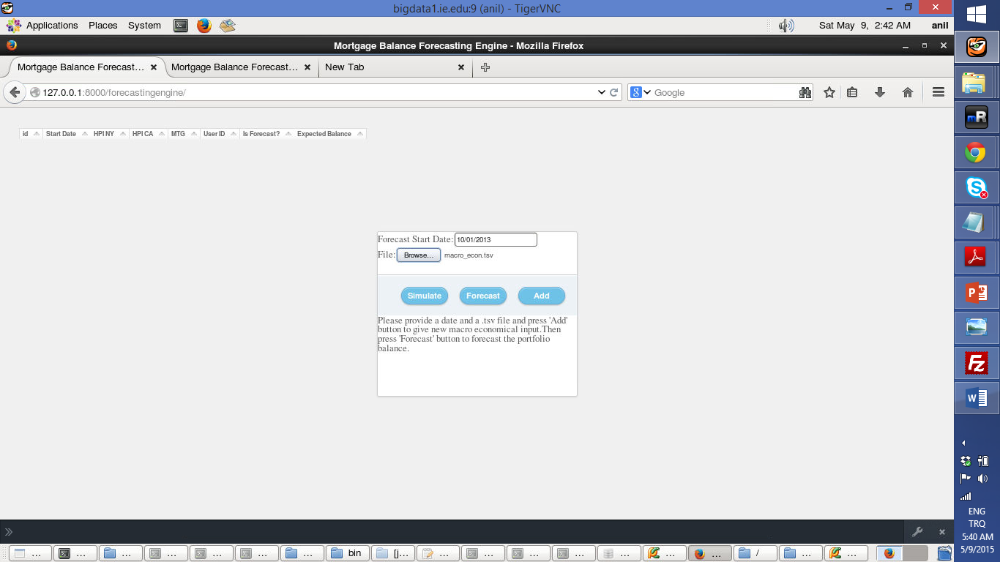 bigdata1.ie.edu:9 (anil) - TigerVNC
Applications Places System
Sat May 9, 2:42 AM anil
Mortgage Balance Forecasting Engine - Mozilla Firefox
Mortgage Balance Forecast... Mortgage Balance Forecast... New Tab
127.0.0.1:8000/forecastingengine/
8 Google
id Start Date HPI NY HPI CA MTG User ID Is Forecast? Expected Balance
Forecast Start Date: 10/01/2013
File: Browse... macro_econ.tsv
Simulate Forecast Add
Please provide a date and a .tsv file and press 'Add'
button to give new macro economical input.Then
press 'Forecast' button to forecast the portfolio
balance.
... ... ... ... ... ... ... bin [j... ... ... ... ... ... ... ... / ... ...
mR
S
P
Fz
W
ENG
TRQ
5:40 AM
5/9/2015